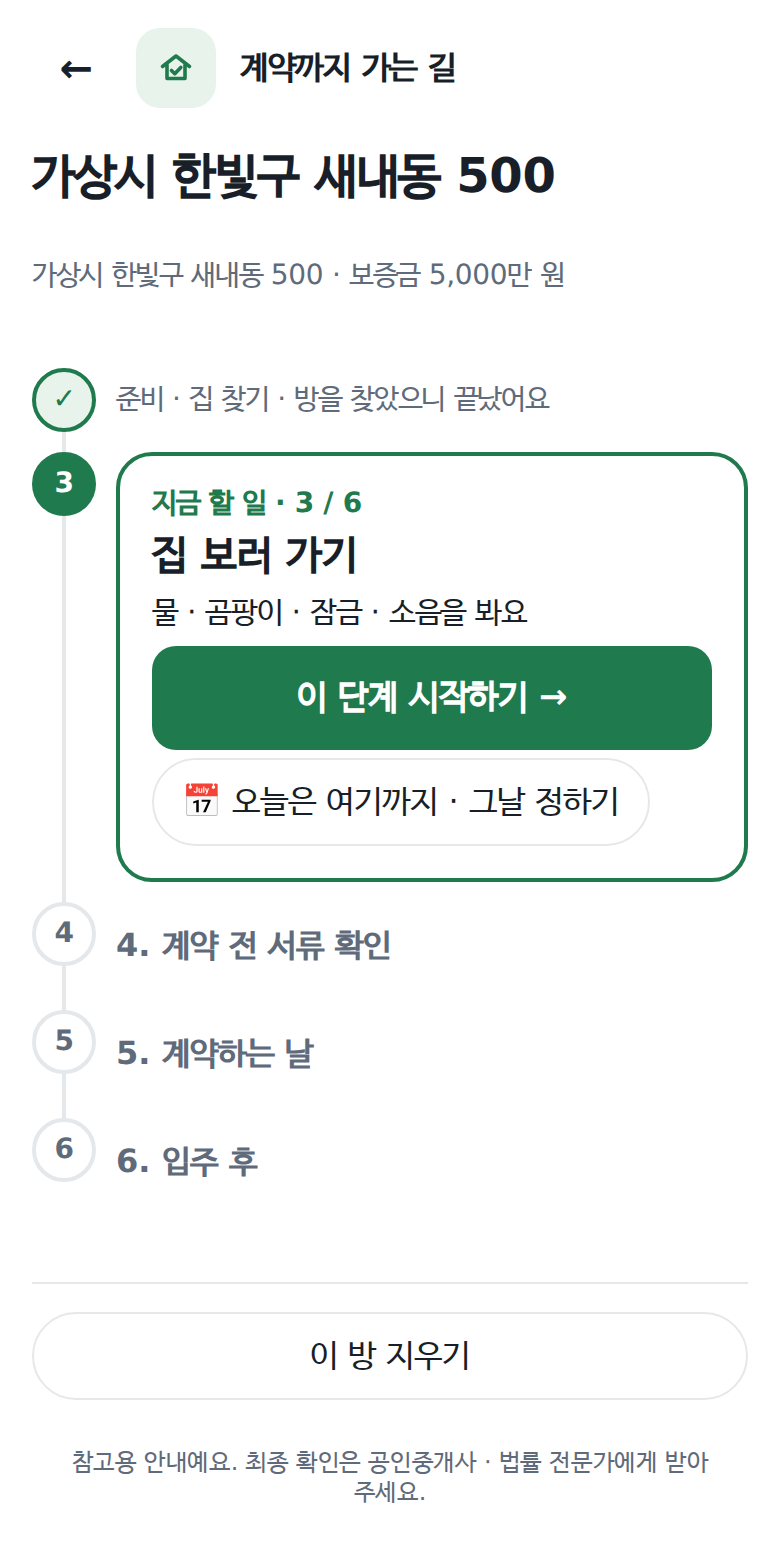 ← 계약까지 가는 길
가상시 한빛구 새내동 500
가상시 한빛구 새내동 500 · 보증금 5,000만 원
✓ 준비 · 집 찾기 · 방을 찾았으니 끝났어요
3
지금 할 일 · 3 / 6
집 보러 가기
물 · 곰팡이 · 잠금 · 소음을 봐요
이 단계 시작하기 →
📅 오늘은 여기까지 · 그날 정하기
4 4. 계약 전 서류 확인
5 5. 계약하는 날
6 6. 입주 후
이 방 지우기
참고용 안내예요. 최종 확인은 공인중개사 · 법률 전문가에게 받아
주세요.